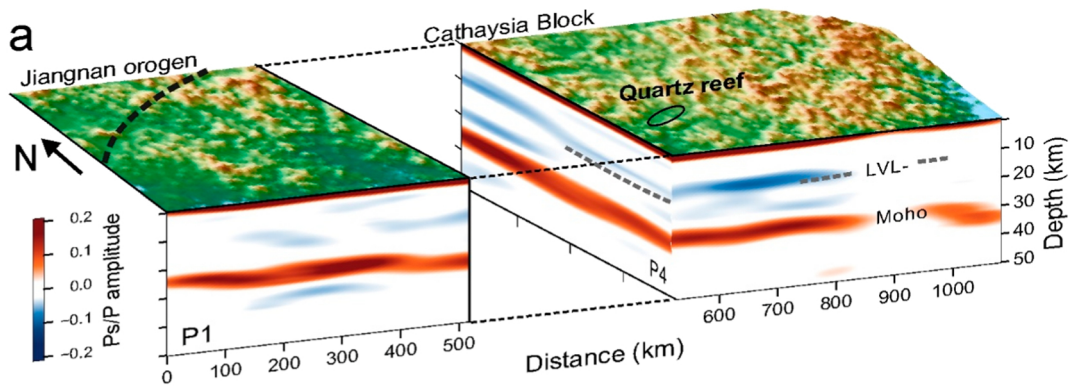 a
Cathaysia Block
Jiangnan orogen
Quartz reef
N
10
LVL-
20
30
Moho
40
50
Depth (km)
0.2
0.1
0.0
-0.1
-0.2
Ps/P amplitude
P1
P4
0 100 200 300 400 500
600 700 800 900 1000
Distance (km)